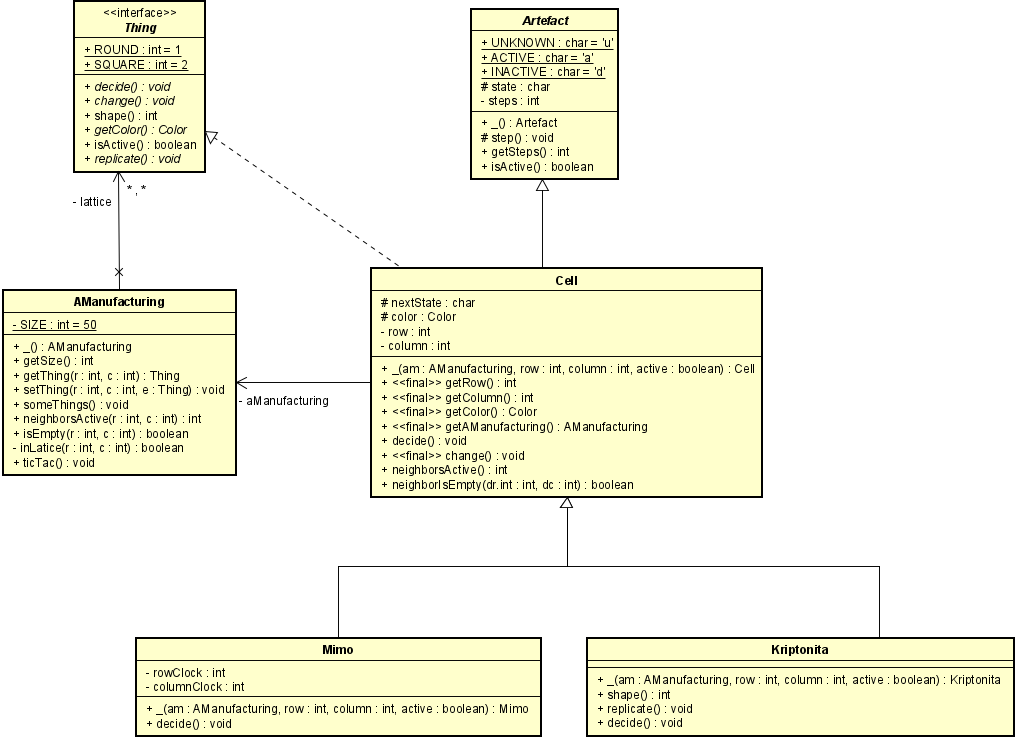 <<interface>>
Thing
+ ROUND : int = 1
+ SQUARE : int = 2
+ decide() : void
+ change() : void
+ shape() : int
+ getColor() : Color
+ isActive() : boolean
+ replicate() : void
Artefact
+ UNKNOWN : char = 'u'
+ ACTIVE : char = 'a'
+ INACTIVE : char = 'd'
# state : char
- steps : int
+ _() : Artefact
# step() : void
+ getSteps() : int
+ isActive() : boolean
* , *
- lattice
AManufacturing
- SIZE : int = 50
+ _() : AManufacturing
+ getSize() : int
+ getThing(r : int, c : int) : Thing
+ setThing(r : int, c : int, e : Thing) : void
+ someThings() : void
+ neighborsActive(r : int, c : int) : int
+ isEmpty(r : int, c : int) : boolean
- inLatice(r : int, c : int) : boolean
+ ticTac() : void
- aManufacturing
Cell
# nextState : char
# color : Color
- row : int
- column : int
+ _(am : AManufacturing, row : int, column : int, active : boolean) : Cell
+ <<final>> getRow() : int
+ <<final>> getColumn() : int
+ <<final>> getColor() : Color
+ <<final>> getAManufacturing() : AManufacturing
+ decide() : void
+ <<final>> change() : void
+ neighborsActive() : int
+ neighborIsEmpty(dr.int : int, dc : int) : boolean
Mimo
- rowClock : int
- columnClock : int
+ _(am : AManufacturing, row : int, column : int, active : boolean) : Mimo
+ decide() : void
Kriptonita
+ _(am : AManufacturing, row : int, column : int, active : boolean) : Kriptonita
+ shape() : int
+ replicate() : void
+ decide() : void